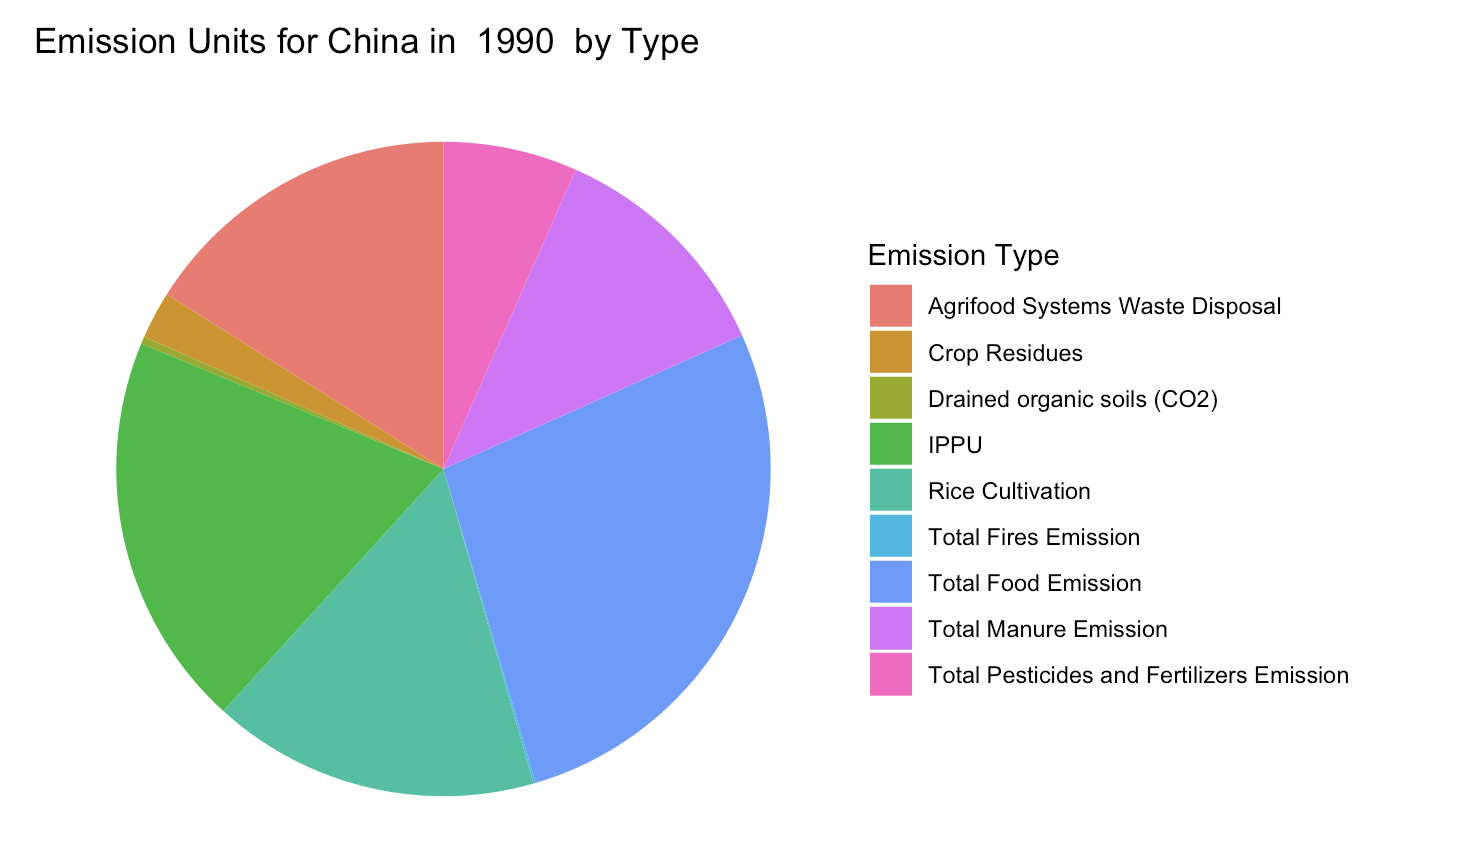 Emission Units for China in  1990  by Type
Emission Type
Agrifood Systems Waste Disposal
Crop Residues
Drained organic soils (CO2)
IPPU
Rice Cultivation
Total Fires Emission
Total Food Emission
Total Manure Emission
Total Pesticides and Fertilizers Emission